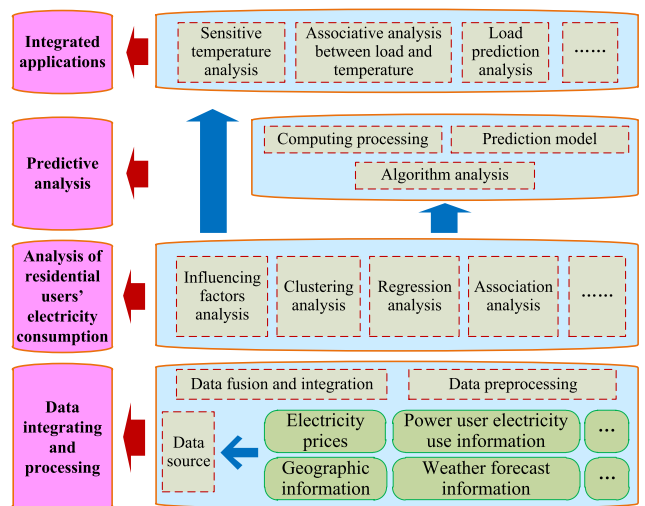 Integrated
applications
Sensitive
temperature
analysis
Associative analysis
between load and
temperature
Load
prediction
analysis
......
Predictive
analysis
Computing processing
Prediction model
Algorithm analysis
Analysis of
residential
users'
electricity
consumption
Influencing
factors
analysis
Clustering
analysis
Regression
analysis
Association
analysis
......
Data
integrating
and
processing
Data fusion and integration
Data preprocessing
Data
source
Electricity
prices
Power user electricity
use information
...
Geographic
information
Weather forecast
information
...